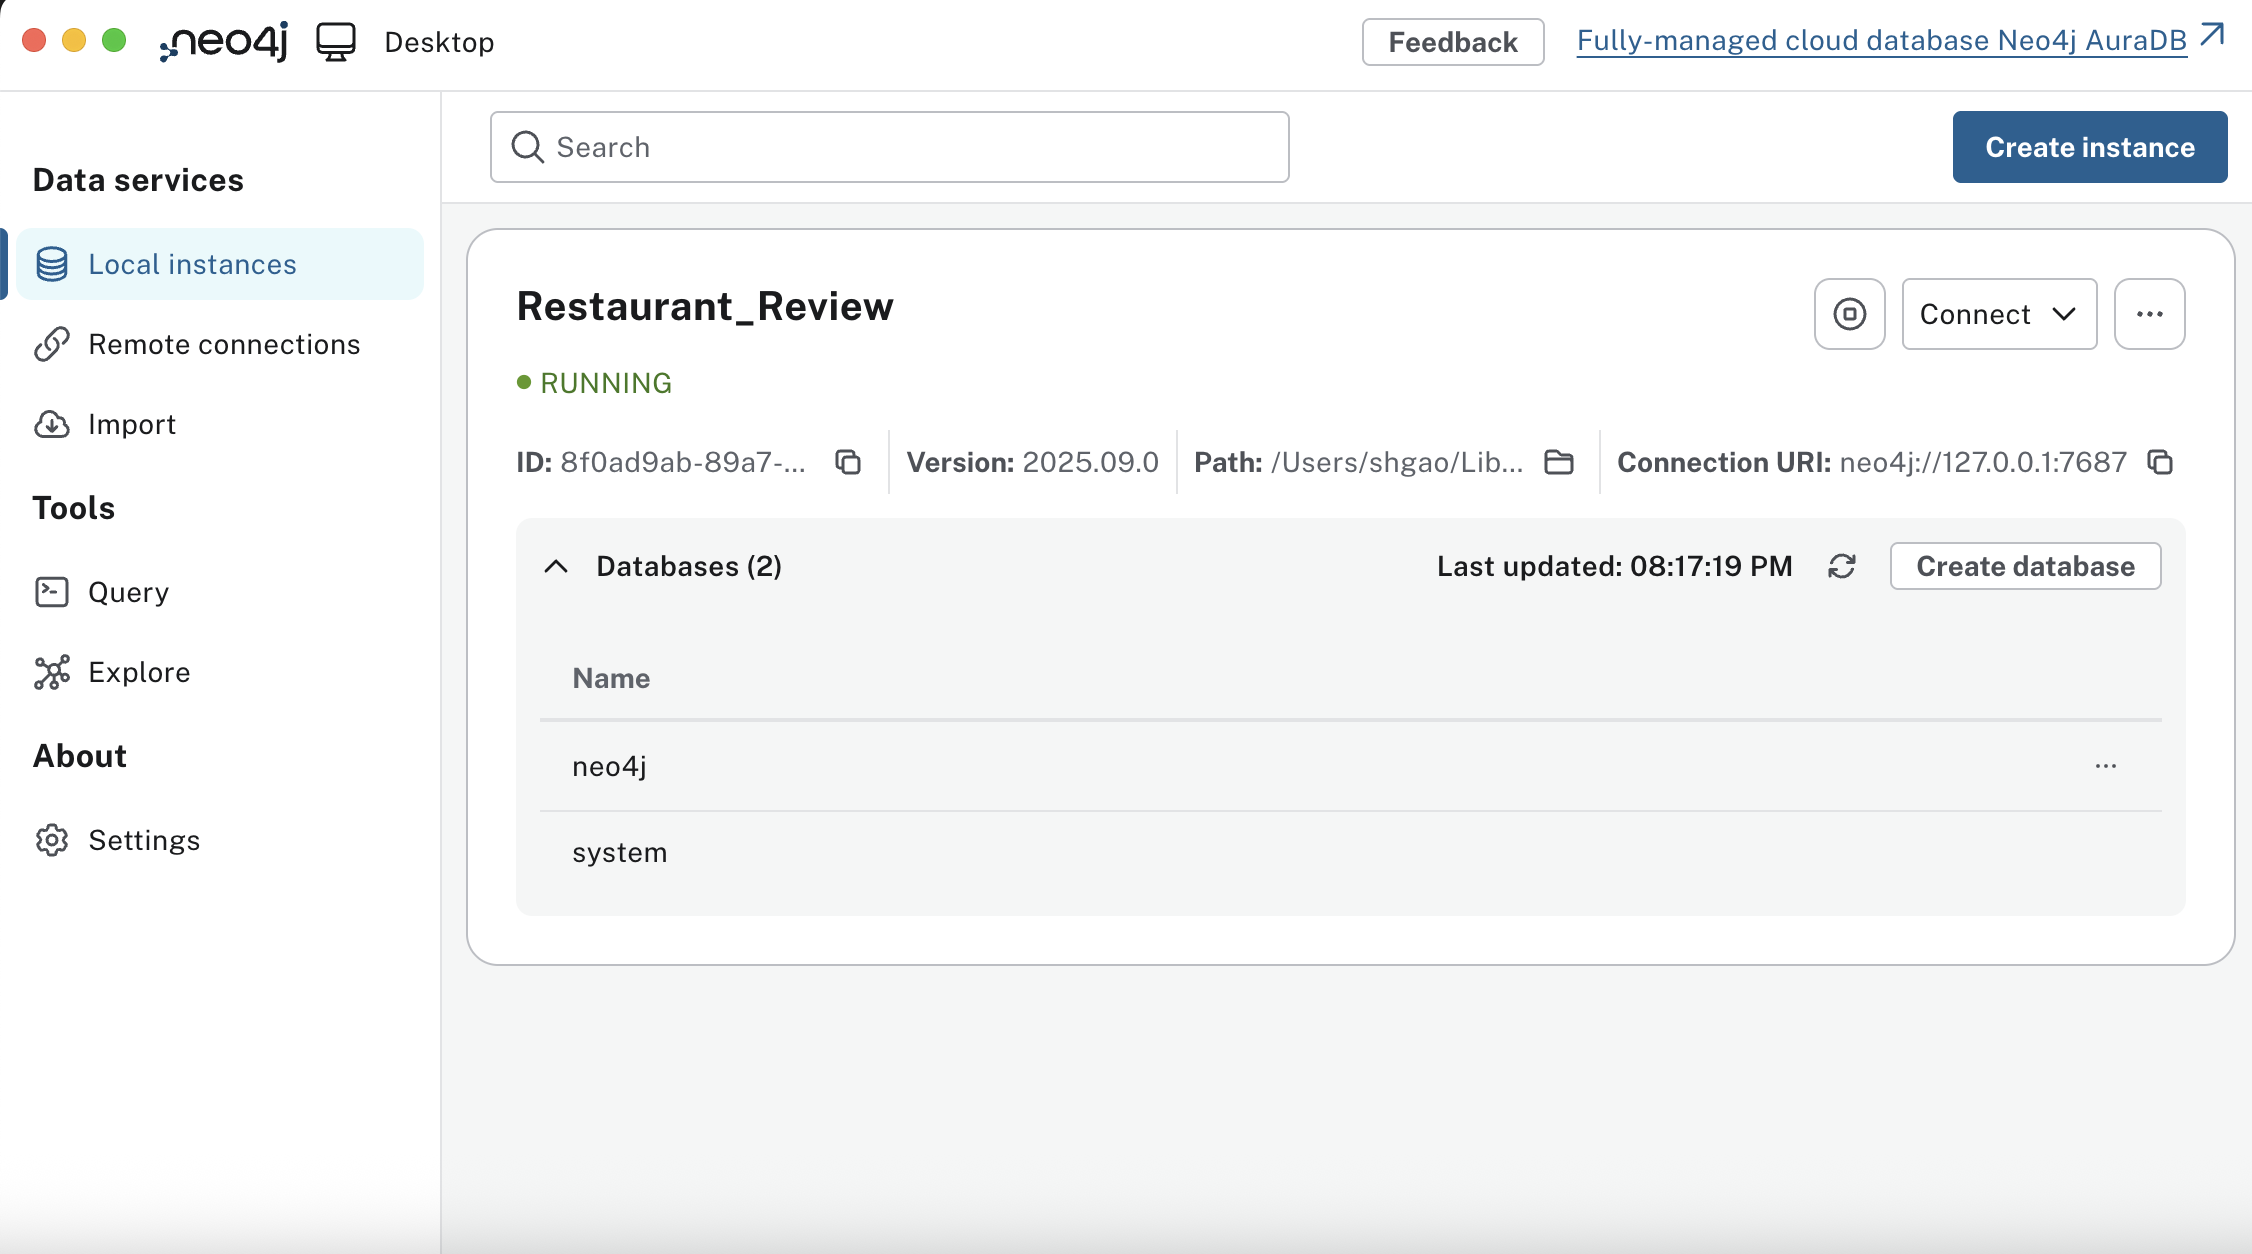 neo4j Desktop
Feedback
Fully-managed cloud database Neo4j AuraDB
Data services
Local instances
Remote connections
Import
Tools
Query
Explore
About
Settings
Search
Create instance
Restaurant_Review
Connect
RUNNING
ID: 8f0ad9ab-89a7-...
Version: 2025.09.0
Path: /Users/shgao/Lib...
Connection URI: neo4j://127.0.0.1:7687
Databases (2)
Last updated: 08:17:19 PM
Create database
Name
neo4j
system